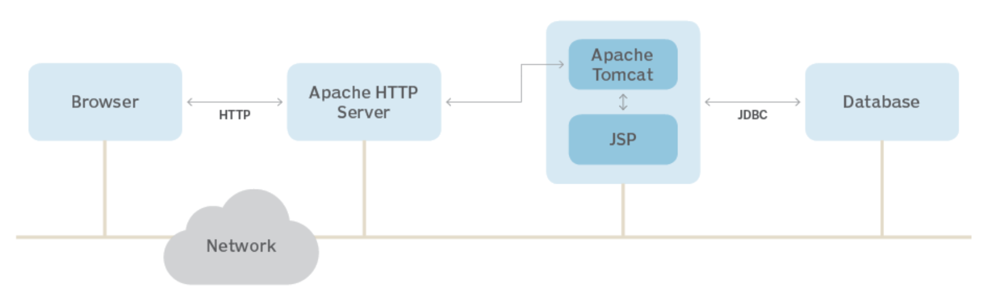 Browser
HTTP
Apache HTTP
Server
Apache
Tomcat
JSP
JDBC
Database
Network